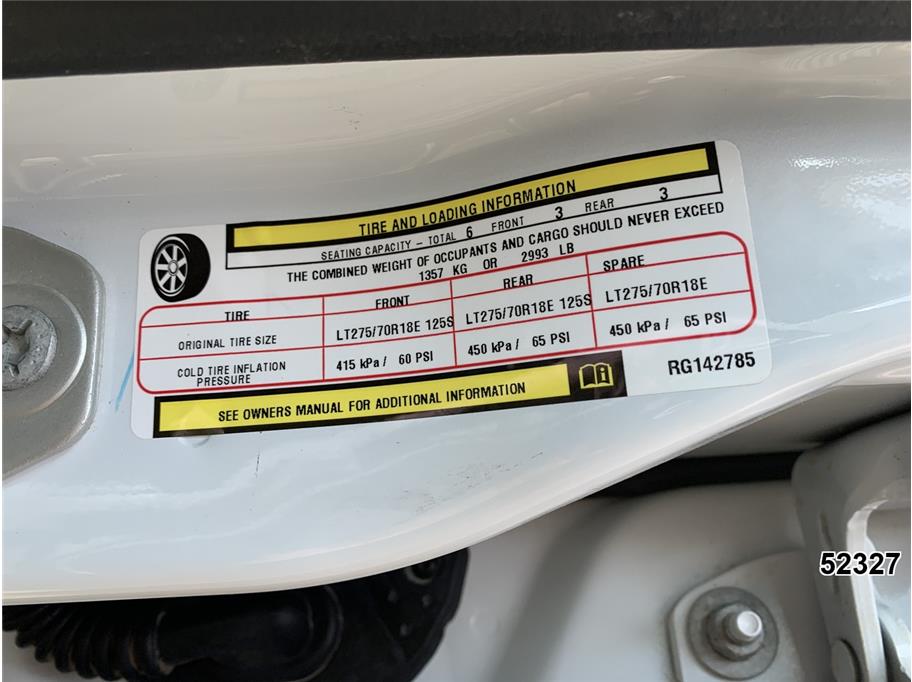 TIRE AND LOADING INFORMATION
SEATING CAPACITY - TOTAL 6 FRONT 3 REAR 3
THE COMBINED WEIGHT OF OCCUPANTS AND CARGO SHOULD NEVER EXCEED
1357 KG OR 2993 LB
TIRE FRONT REAR SPARE
ORIGINAL TIRE SIZE LT275/70R18E 125S LT275/70R18E 125S LT275/70R18E
COLD TIRE INFLATION PRESSURE 415 kPa / 60 PSI 450 kPa / 65 PSI 450 kPa / 65 PSI
SEE OWNERS MANUAL FOR ADDITIONAL INFORMATION
RG142785
52327